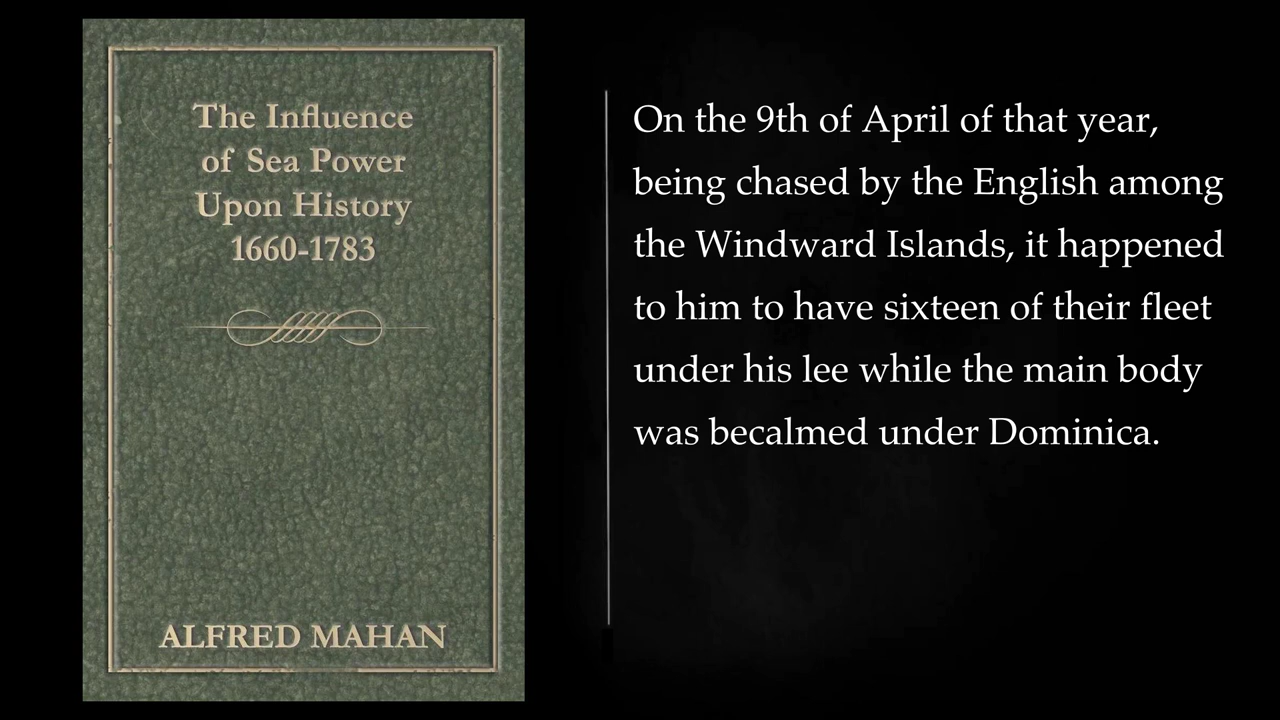 The Influence
of Sea Power
Upon History
1660-1783
ALFRED MAHAN
On the 9th of April of that year,
being chased by the English among
the Windward Islands, it happened
to him to have sixteen of their fleet
under his lee while the main body
was becalmed under Dominica.